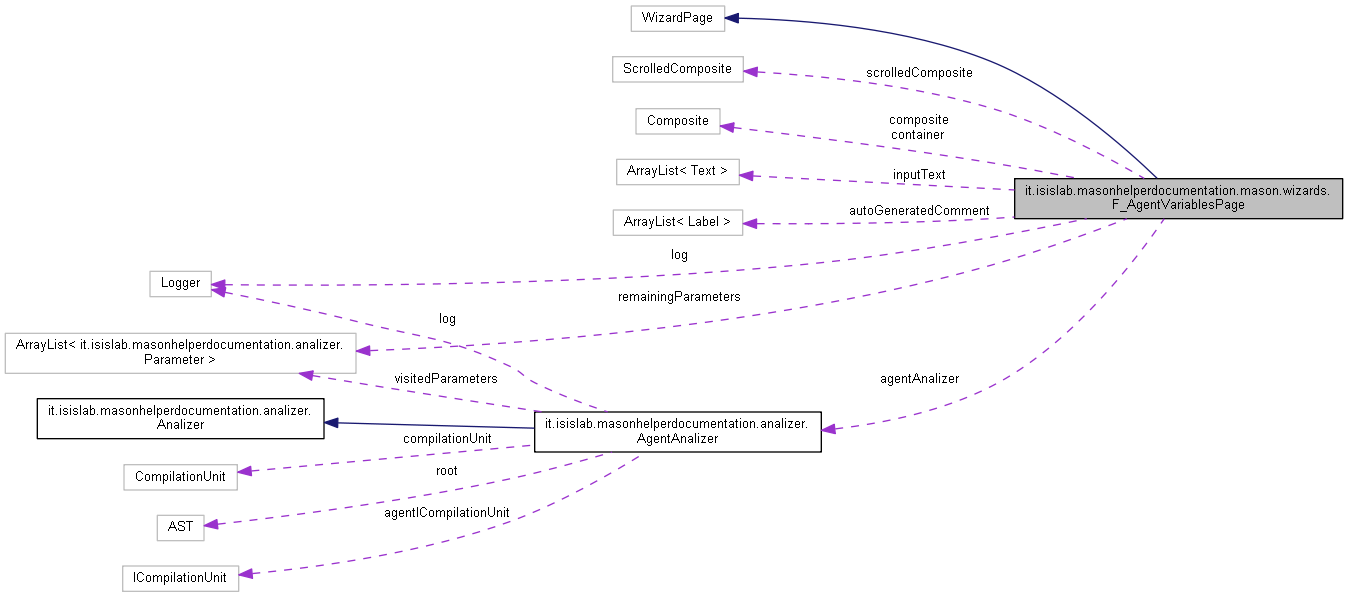 WizardPage
ScrolledComposite
scrolledComposite
Composite
composite
container
ArrayList< Text >
inputText
it.isislab.masonhelperdocumentation.mason.wizards.
F_AgentVariablesPage
ArrayList< Label >
autoGeneratedComment
log
Logger
remainingParameters
log
ArrayList< it.isislab.masonhelperdocumentation.analizer.
Parameter >
visitedParameters
agentAnalizer
it.isislab.masonhelperdocumentation.analizer.
Analizer
it.isislab.masonhelperdocumentation.analizer.
AgentAnalizer
compilationUnit
CompilationUnit
root
AST
agentICompilationUnit
ICompilationUnit